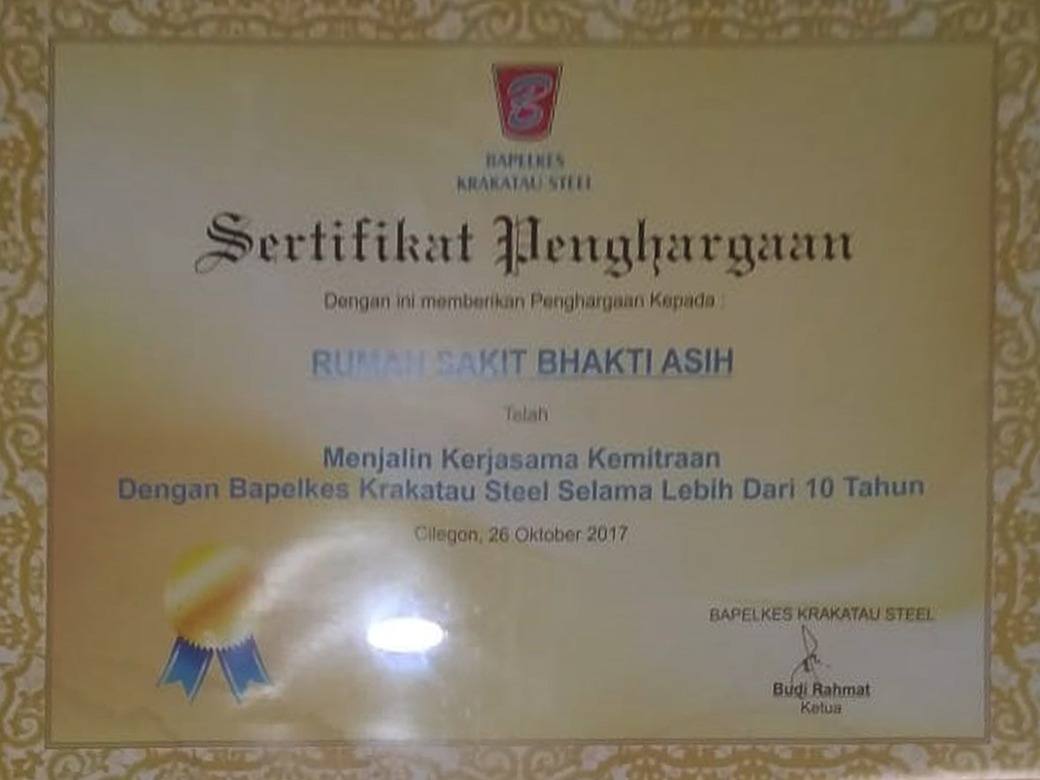 BAPELKES
KRAKATAU STEEL
Sertifikat Penghargaan
Dengan ini memberikan Penghargaan Kepada :
RUMAH SAKIT BHAKTI ASIH
Telah
Menjalin Kerjasama Kemitraan
Dengan Bapelkes Krakatau Steel Selama Lebih Dari 10 Tahun
Cilegon, 26 Oktober 2017
BAPELKES KRAKATAU STEEL
Budi Rahmat
Ketua